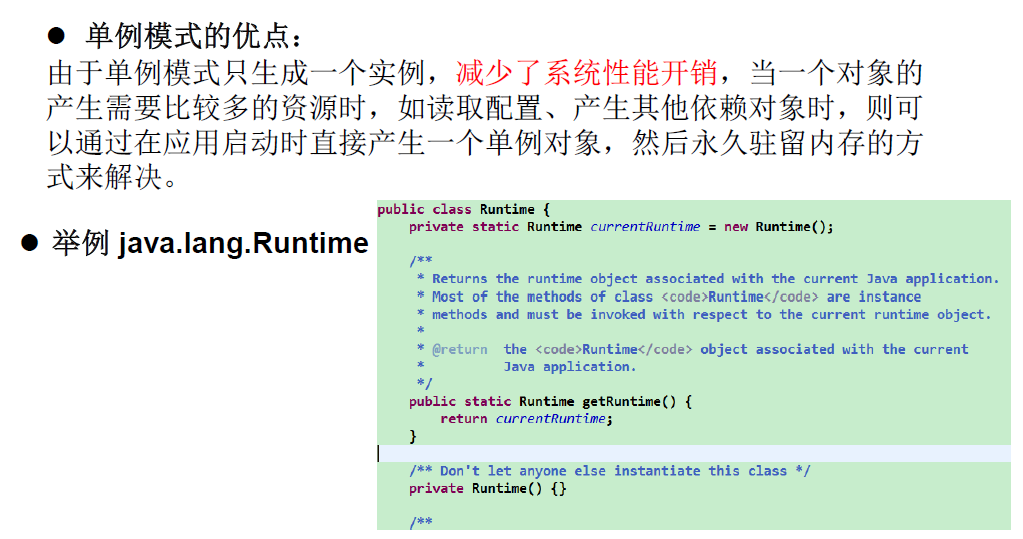 ● 单例模式的优点：
由于单例模式只生成一个实例，减少了系统性能开销，当一个对象的
产生需要比较多的资源时，如读取配置、产生其他依赖对象时，则可
以通过在应用启动时直接产生一个单例对象，然后永久驻留内存的方
式来解决。
● 举例 java.lang.Runtime
public class Runtime {
    private static Runtime currentRuntime = new Runtime();

    /**
     * Returns the runtime object associated with the current Java application.
     * Most of the methods of class <code>Runtime</code> are instance
     * methods and must be invoked with respect to the current runtime object.
     *
     * @return  the <code>Runtime</code> object associated with the current
     *          Java application.
     */
    public static Runtime getRuntime() {
        return currentRuntime;
    }

    /** Don't let anyone else instantiate this class */
    private Runtime() {}

    /**